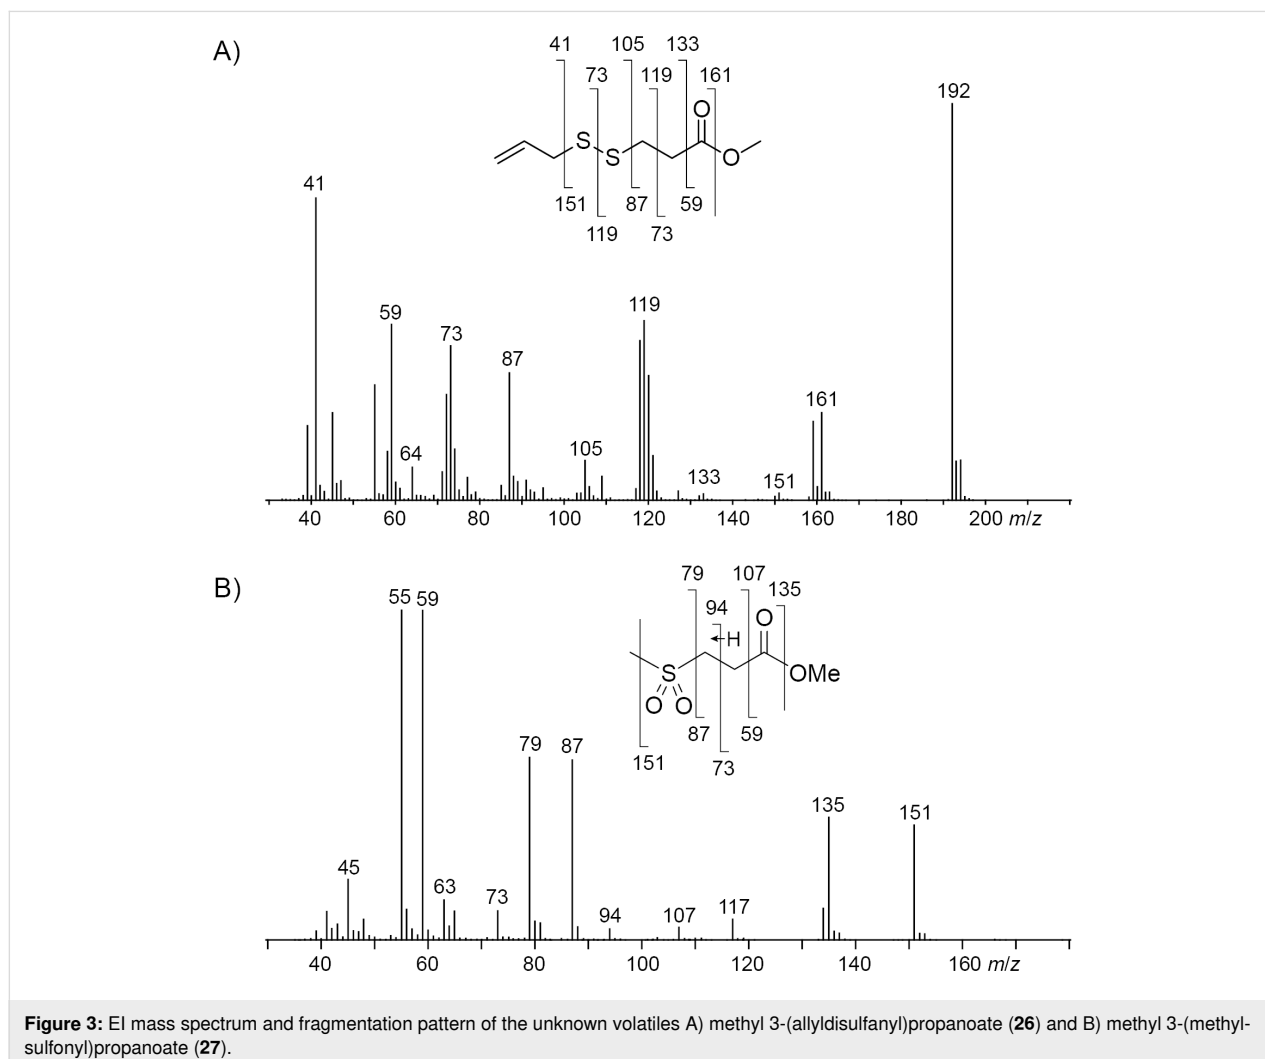 A)
41 105 133
73 119 161
O
S
S O
151 87 59
119 73
192
41
59
73
87
64
105
119
133
151
161
40 60 80 100 120 140 160 180 200 m/z
B)
79 107
135
94
H
O
S
OMe
O O
87 59
151 73
55 59
79 87
45
63
73
94
107
117
135
151
40 60 80 100 120 140 160 m/z
Figure 3: EI mass spectrum and fragmentation pattern of the unknown volatiles A) methyl 3-(allyldisulfanyl)propanoate (26) and B) methyl 3-(methyl-
sulfonyl)propanoate (27).